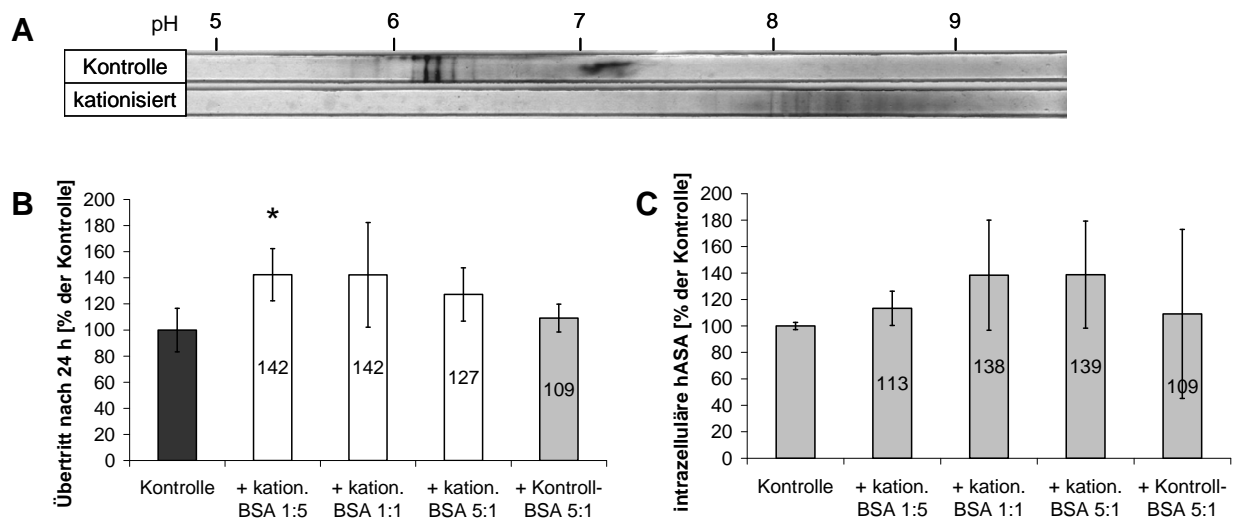 A
pH 5 6 7 8 9
Kontrolle
kationisiert
B
Übertritt nach 24 h [% der Kontrolle]
200
180
160
140
120
100
80
60
40
20
0
*
142 142 127 109
Kontrolle + kation. + kation. + kation. + Kontroll-
BSA 1:5 BSA 1:1 BSA 5:1 BSA 5:1
C
intrazelluläre hASA [% der Kontrolle]
200
180
160
140
120
100
80
60
40
20
0
113 138 139 109
Kontrolle + kation. + kation. + kation. + Kontroll-
BSA 1:5 BSA 1:1 BSA 5:1 BSA 5:1